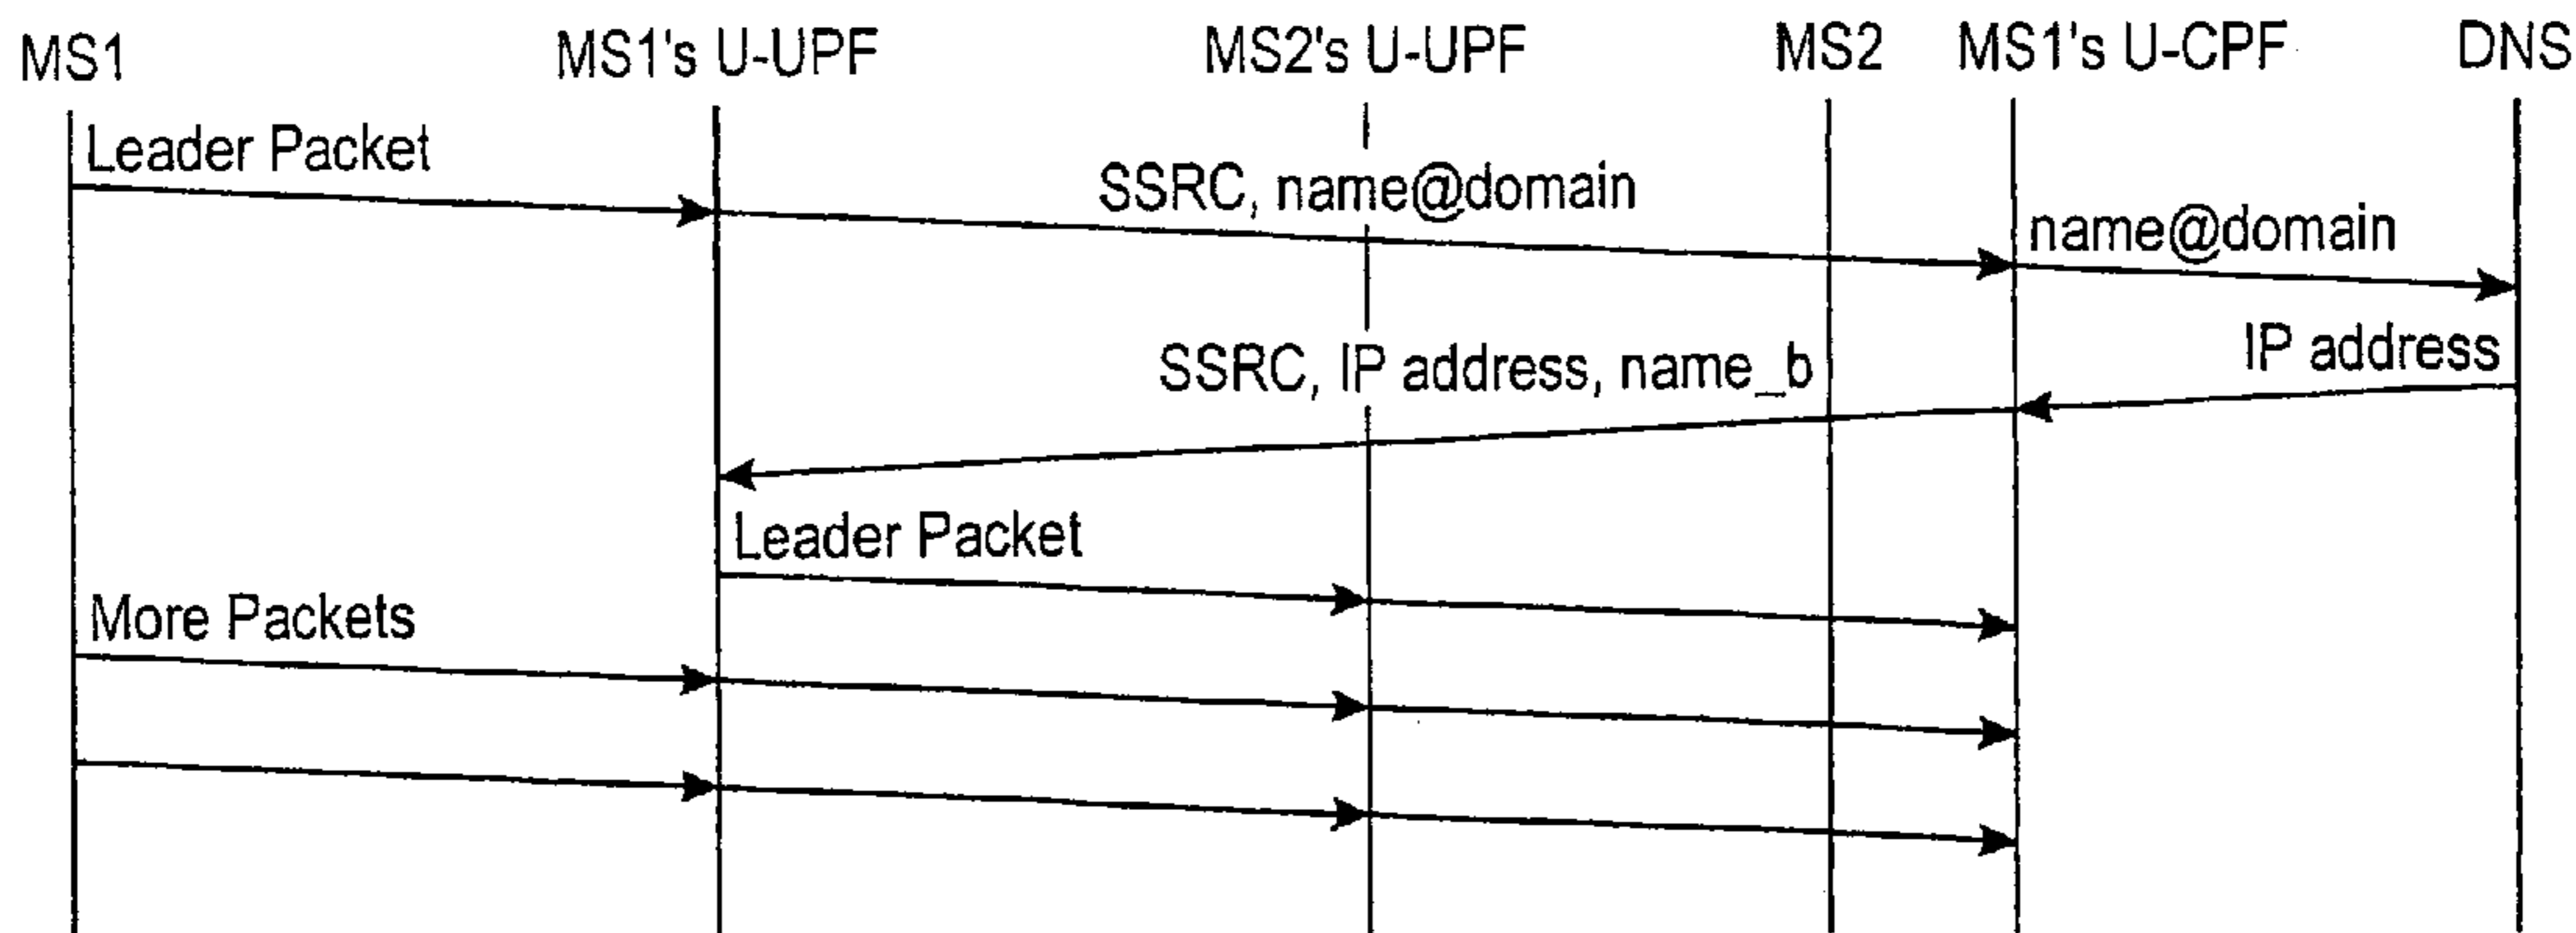 MS1 MS1's U-UPF MS2's U-UPF MS2 MS1's U-CPF DNS
Leader Packet
SSRC, name@domain
name@domain
IP address
SSRC, IP address, name_b
Leader Packet
More Packets